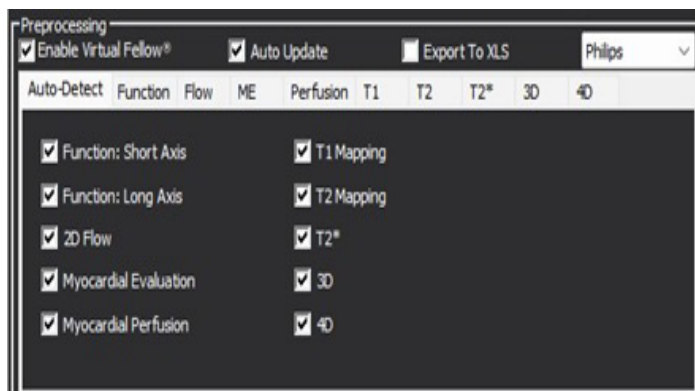 Preprocessing
Enable Virtual Fellow® Auto Update Export To XLS Philips
Auto-Detect Function Flow ME Perfusion T1 T2 T2* 3D 4D
Function: Short Axis T1 Mapping
Function: Long Axis T2 Mapping
2D Flow T2*
Myocardial Evaluation 3D
Myocardial Perfusion 4D